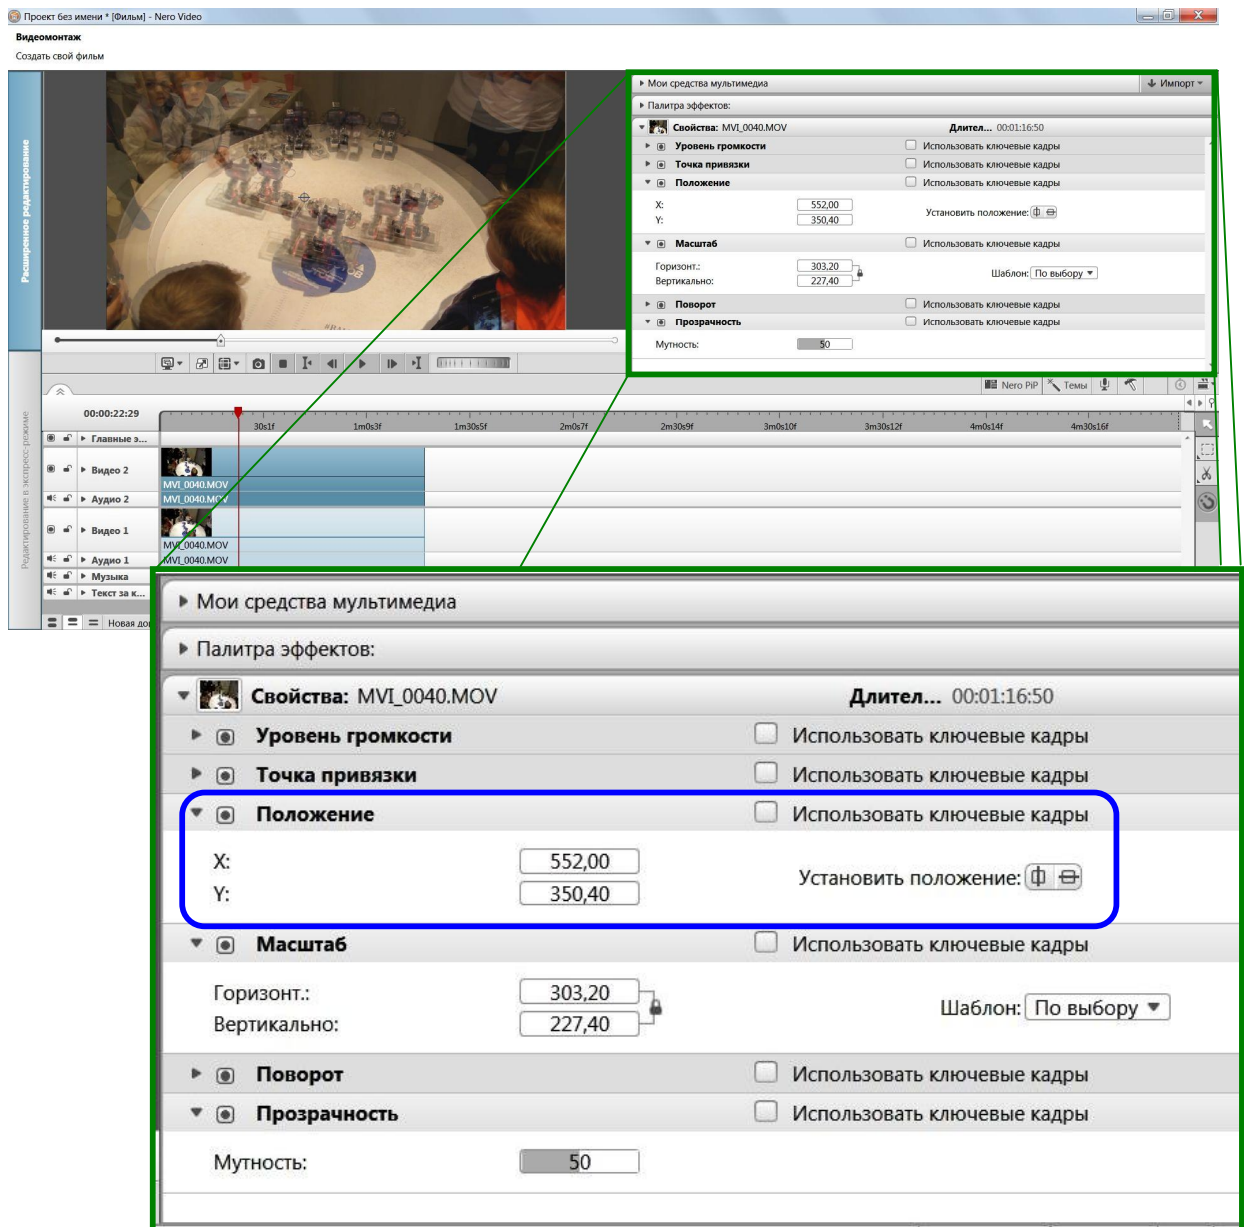 Проект без имени * [Фильм] - Nero Video
Видеомонтаж
Создать свой фильм
Расширенное редактирование
Редактирование в экспресс-режиме
Мои средства мультимедиа
Импорт
Палитра эффектов:
Свойства: MVI_0040.MOV Длител... 00:01:16:50
Уровень громкости Использовать ключевые кадры
Точка привязки Использовать ключевые кадры
Положение Использовать ключевые кадры
X: 552,00
Y: 350,40
Установить положение:
Масштаб Использовать ключевые кадры
Горизонт.: 303,20
Вертикально: 227,40
Шаблон: По выбору
Поворот Использовать ключевые кадры
Прозрачность Использовать ключевые кадры
Мутность: 50
Nero PiP Темы
00:00:22:29
30s1f 1m0s3f 1m30s5f 2m0s7f 2m30s9f 3m0s10f 3m30s12f 4m0s14f 4m30s16f
Главные э...
Видео 2
MVI_0040.MOV
Аудио 2 MVI_0040.MOV
Видео 1
MVI_0040.MOV
Аудио 1 MVI_0040.MOV
Музыка
Текст за к...
Мои средства мультимедиа
Палитра эффектов:
Свойства: MVI_0040.MOV Длител... 00:01:16:50
Уровень громкости Использовать ключевые кадры
Точка привязки Использовать ключевые кадры
Положение Использовать ключевые кадры
X: 552,00
Y: 350,40
Установить положение:
Масштаб Использовать ключевые кадры
Горизонт.: 303,20
Вертикально: 227,40
Шаблон: По выбору
Поворот Использовать ключевые кадры
Прозрачность Использовать ключевые кадры
Мутность: 50